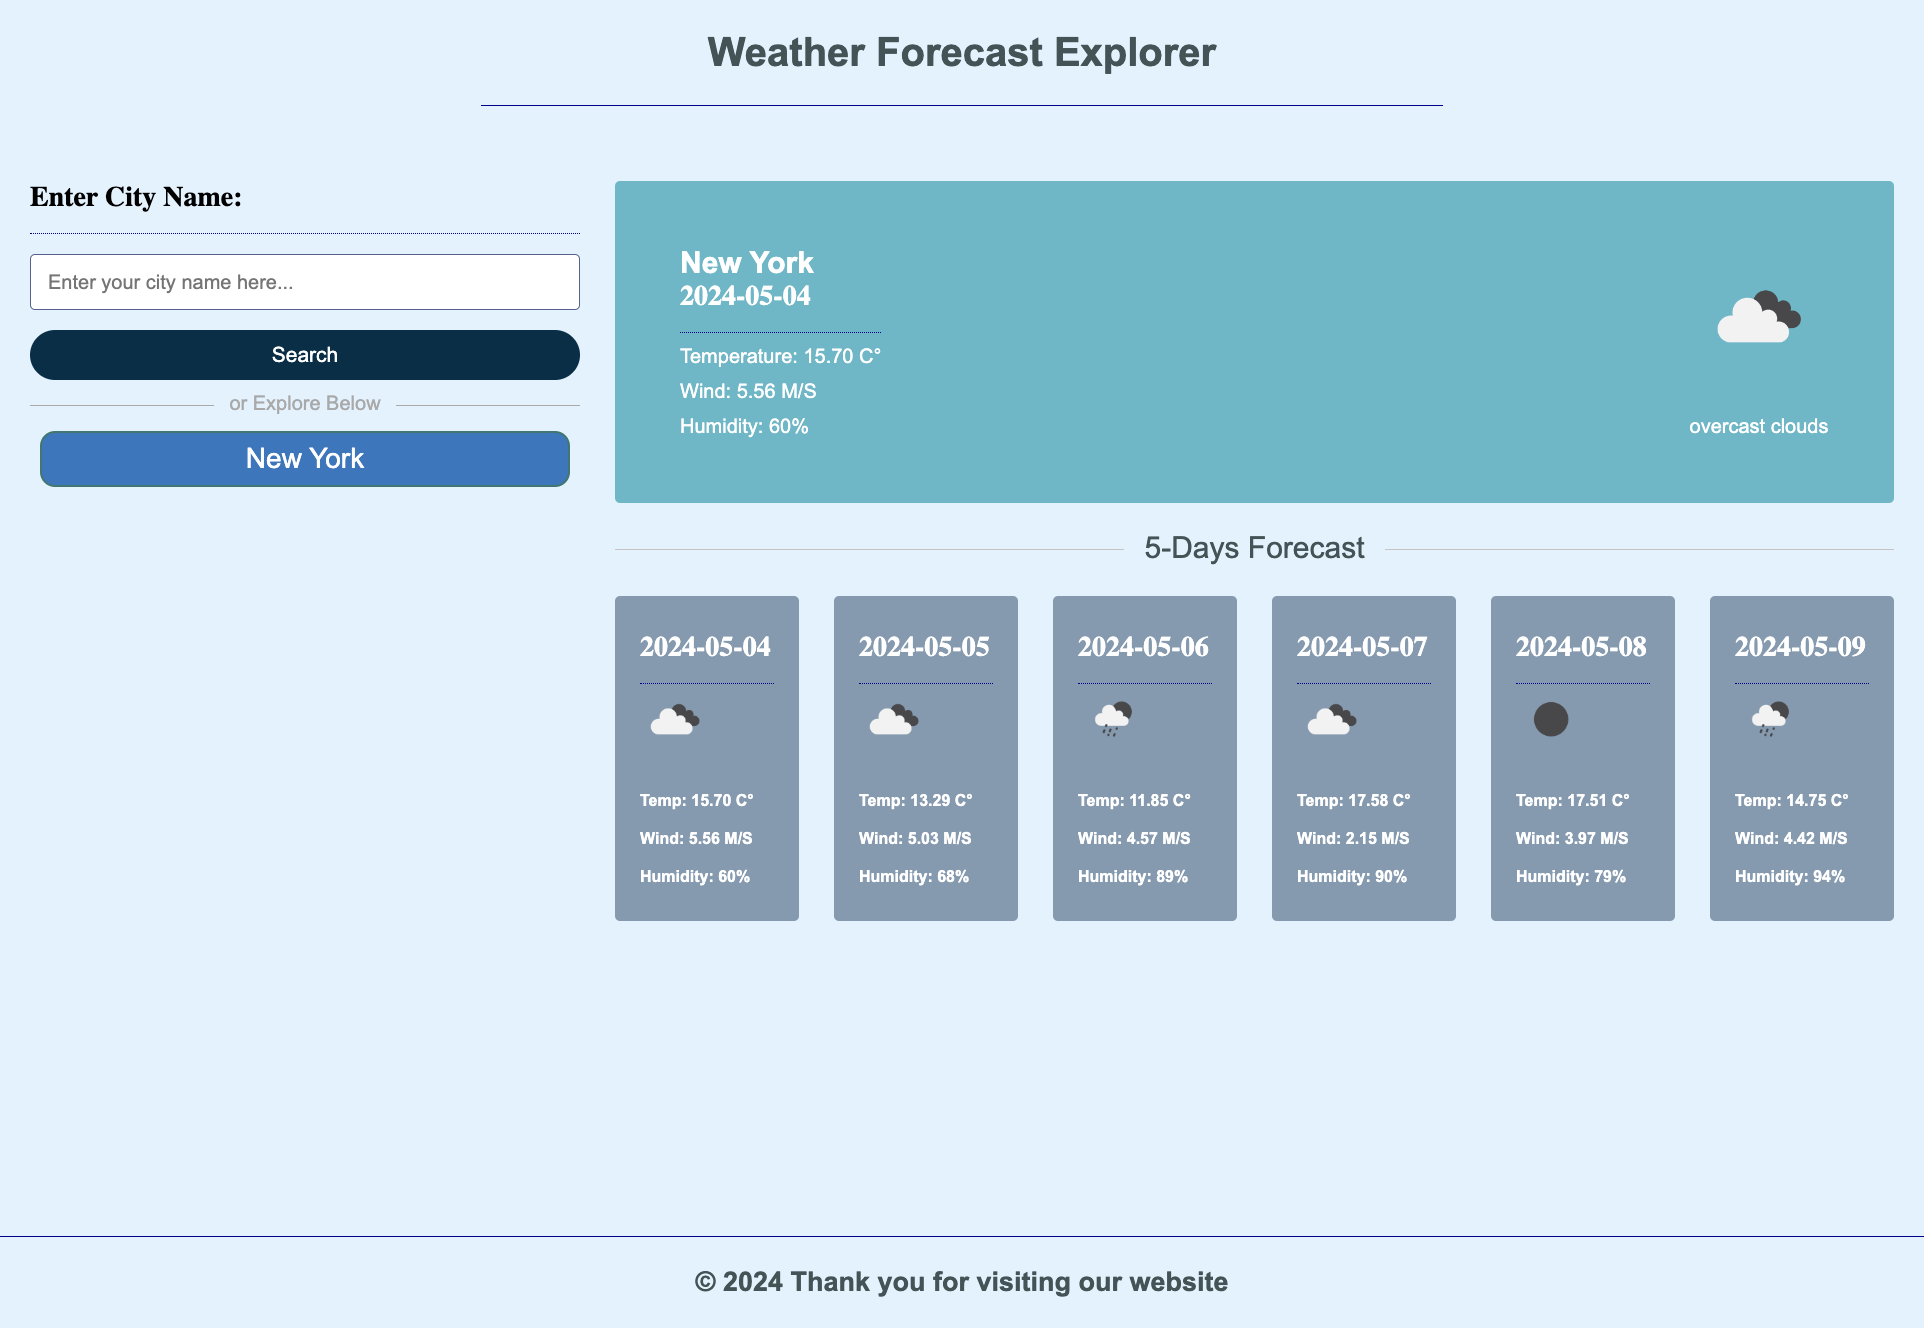 Weather Forecast Explorer
Enter City Name:
Enter your city name here...
Search
or Explore Below
New York
New York
2024-05-04
Temperature: 15.70 C°
Wind: 5.56 M/S
Humidity: 60%
overcast clouds
5-Days Forecast
2024-05-04
Temp: 15.70 C°
Wind: 5.56 M/S
Humidity: 60%
2024-05-05
Temp: 13.29 C°
Wind: 5.03 M/S
Humidity: 68%
2024-05-06
Temp: 11.85 C°
Wind: 4.57 M/S
Humidity: 89%
2024-05-07
Temp: 17.58 C°
Wind: 2.15 M/S
Humidity: 90%
2024-05-08
Temp: 17.51 C°
Wind: 3.97 M/S
Humidity: 79%
2024-05-09
Temp: 14.75 C°
Wind: 4.42 M/S
Humidity: 94%
© 2024 Thank you for visiting our website